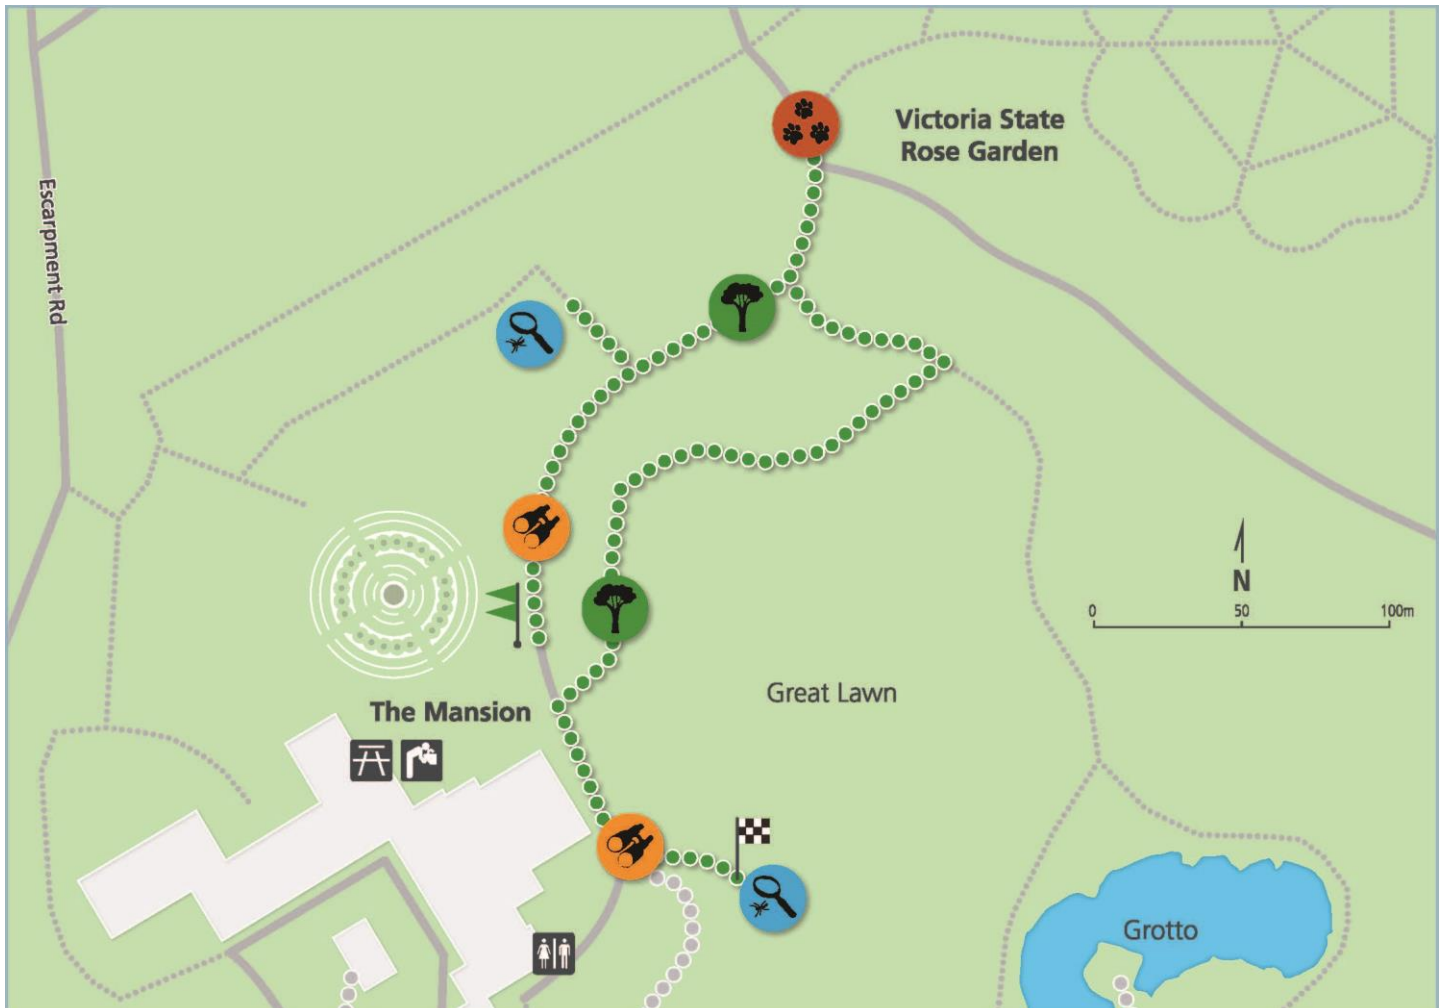 Victoria State
Rose Garden
Escarpment Rd
N
0 50 100m
Great Lawn
The Mansion
Grotto